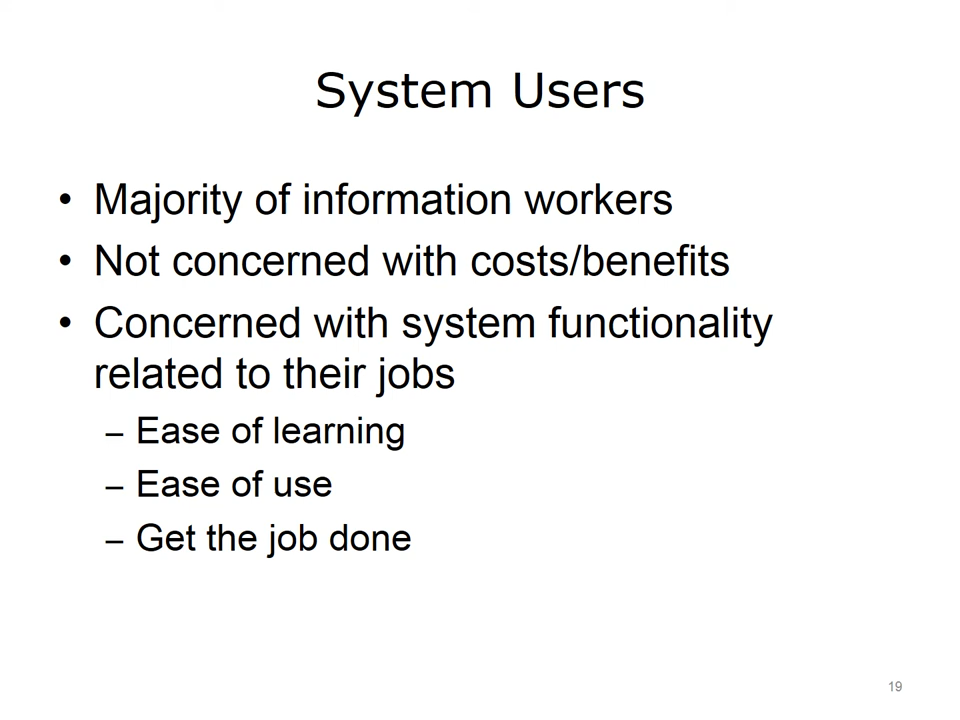 System Users
• Majority of information workers
• Not concerned with costs/benefits
• Concerned with system functionality
related to their jobs
– Ease of learning
– Ease of use
– Get the job done
19